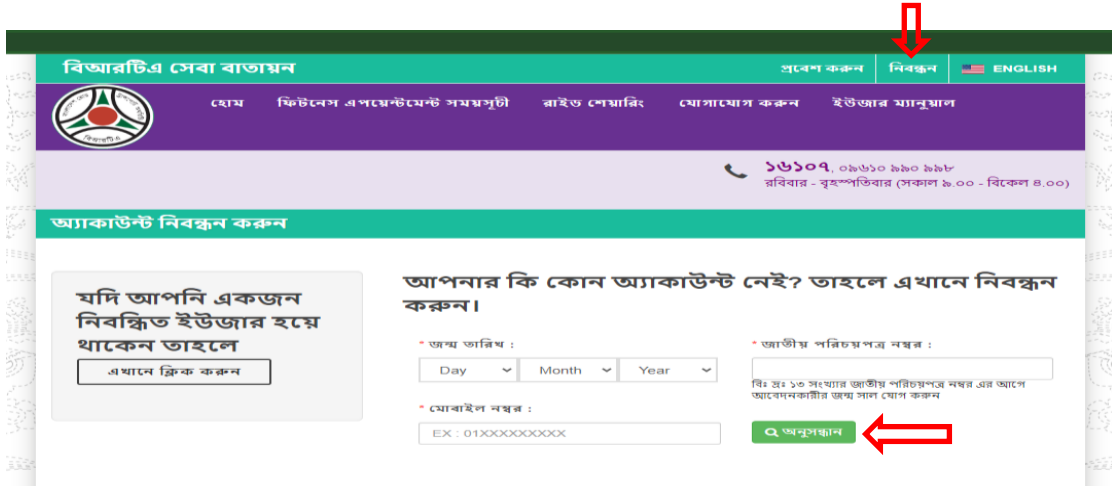 বিআরটিএ সেবা বাতায়ন
প্রবেশ করুন
নিবন্ধন
ENGLISH
হোম
ফিটনেস এপয়েন্টমেন্ট সময়সূচী
রাইড শেয়ারিং
যোগাযোগ করুন
ইউজার ম্যানুয়াল
১৬১০৭, ০৯৬১০ ৯৯০ ৯৯৮
রবিবার - বৃহস্পতিবার (সকাল ৯.০০ - বিকেল ৪.০০)
অ্যাকাউন্ট নিবন্ধন করুন
যদি আপনি একজন
নিবন্ধিত ইউজার হয়ে
থাকেন তাহলে
এখানে ক্লিক করুন
আপনার কি কোন অ্যাকাউন্ট নেই? তাহলে এখানে নিবন্ধন
করুন।
* জন্ম তারিখ :
Day
Month
Year
* জাতীয় পরিচয়পত্র নম্বর :
বিঃ দ্রঃ ১৩ সংখ্যার জাতীয় পরিচয়পত্র নম্বর এর আগে
আবেদনকারীর জন্ম সাল যোগ করুন
* মোবাইল নম্বর :
EX : 01XXXXXXXXX
অনুসন্ধান